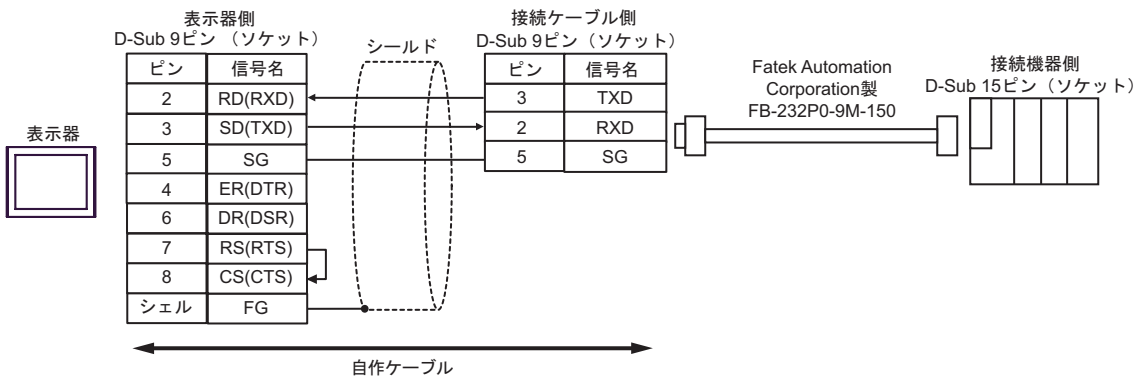 表示器側
D-Sub 9ピン （ソケット）
シールド
接続ケーブル側
D-Sub 9ピン （ソケット）
Fatek Automation
Corporation製
FB-232P0-9M-150
接続機器側
D-Sub 15ピン（ソケット）
表示器
ピン 信号名
2 RD(RXD)
3 SD(TXD)
5 SG
4 ER(DTR)
6 DR(DSR)
7 RS(RTS)
8 CS(CTS)
シェル FG
ピン 信号名
3 TXD
2 RXD
5 SG
自作ケーブル